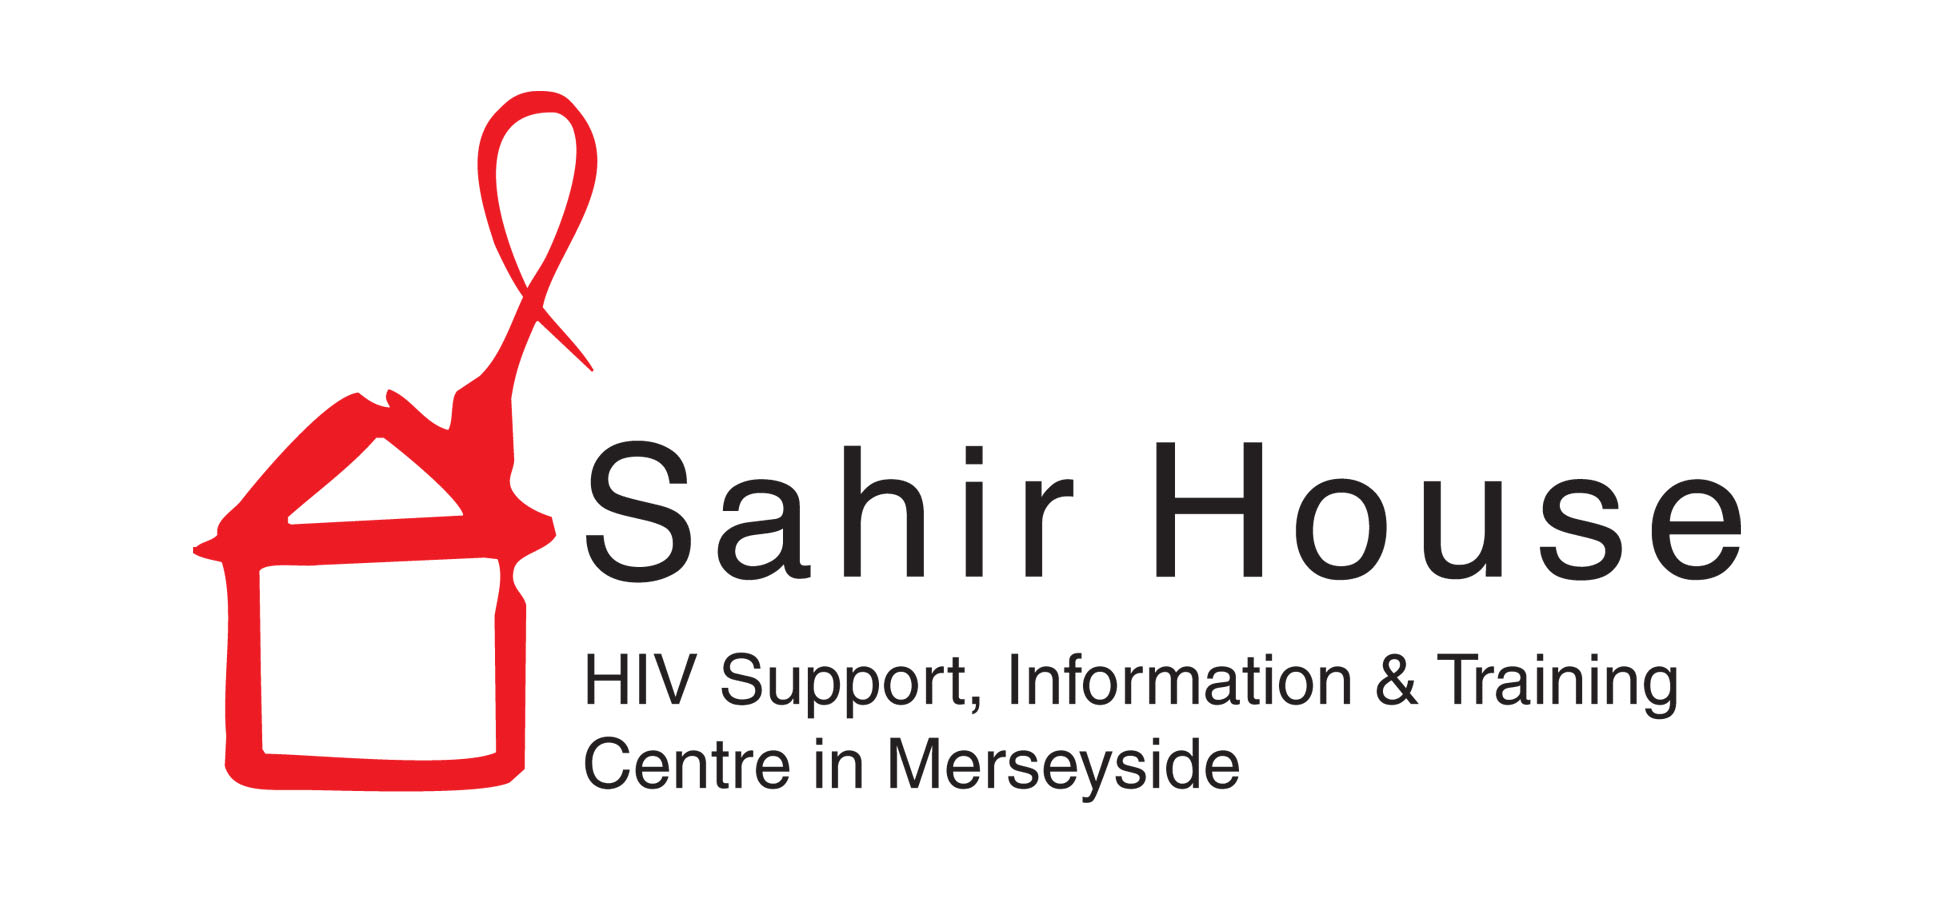 Sahir House
HIV Support, Information & Training
Centre in Merseyside